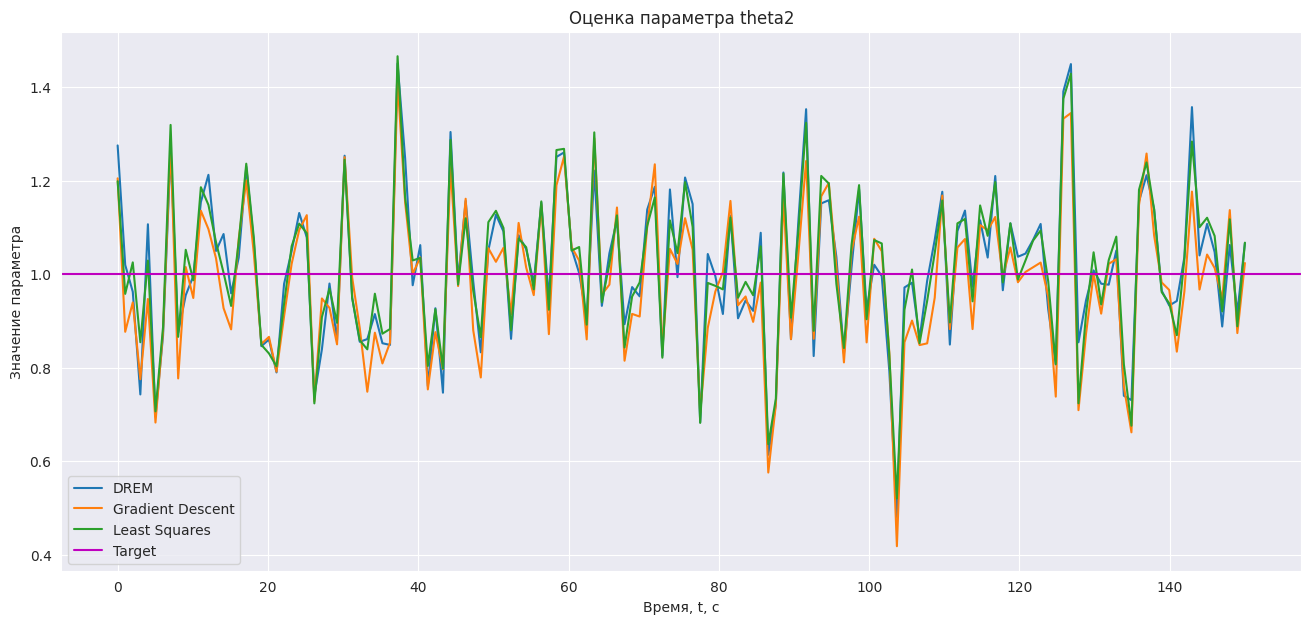 Оценка параметра theta2
Значение параметра
1.4
1.2
1.0
0.8
0.6
0.4
DREM
Gradient Descent
Least Squares
Target
0 20 40 60 80 100 120 140
Время, t, с